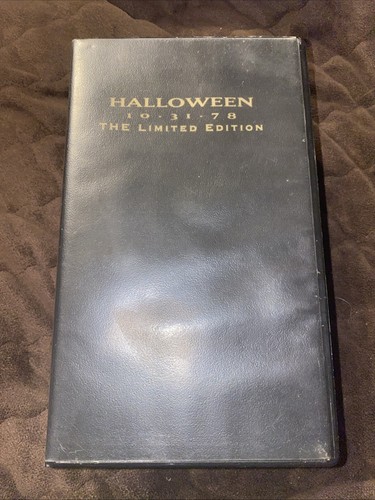 HALLOWEEN
10·31·78
THE LIMITED EDITION